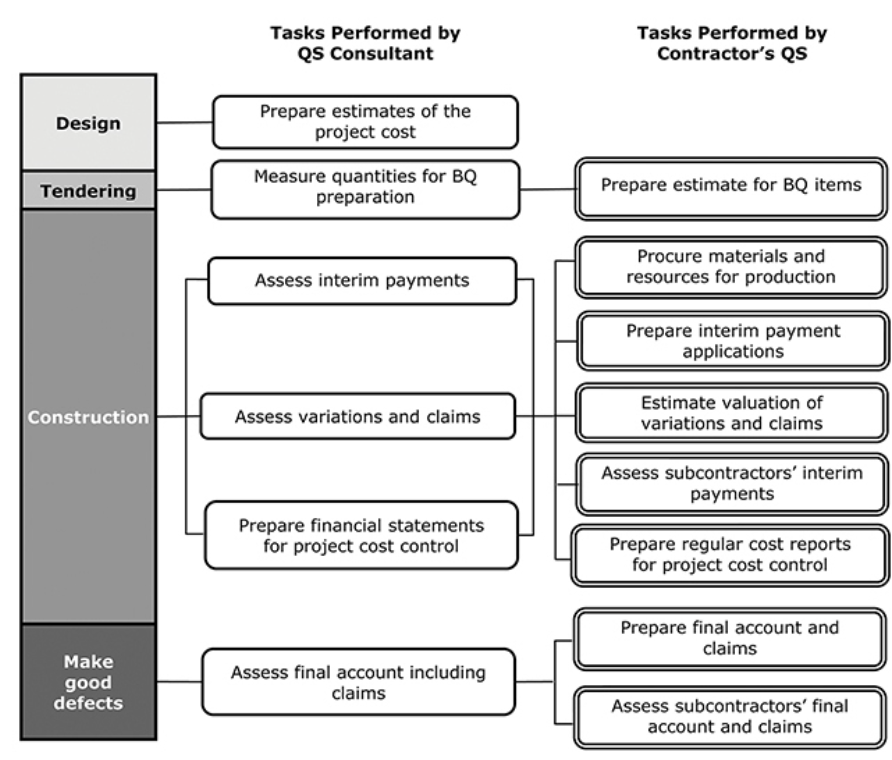 Tasks Performed by
QS Consultant
Tasks Performed by
Contractor's QS
Design
Prepare estimates of the
project cost
Tendering
Measure quantities for BQ
preparation
Prepare estimate for BQ items
Construction
Assess interim payments
Assess variations and claims
Prepare financial statements
for project cost control
Procure materials and
resources for production
Prepare interim payment
applications
Estimate valuation of
variations and claims
Assess subcontractors' interim
payments
Prepare regular cost reports
for project cost control
Make
good
defects
Assess final account including
claims
Prepare final account and
claims
Assess subcontractors' final
account and claims